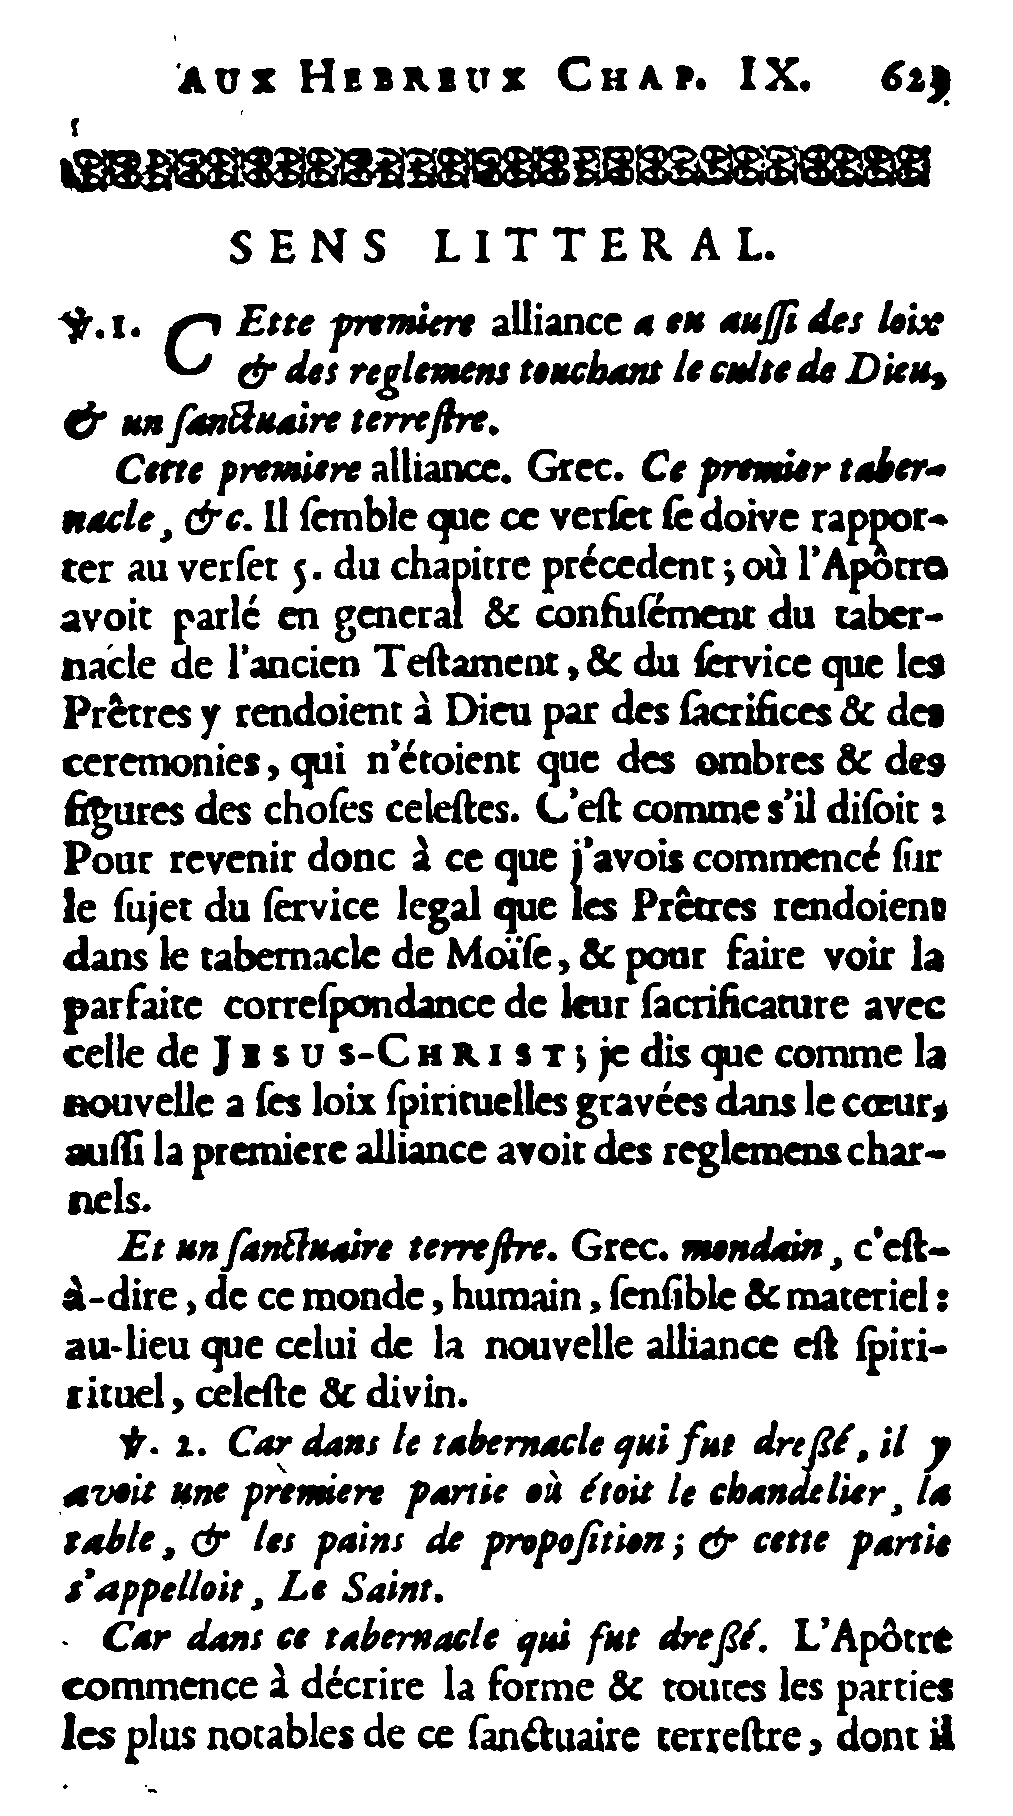 AUX HEBREUX CHAP. IX. 623
SENS LITTERAL.
℣.1. CEtte premiere alliance a eu auſſi des loix
& des reglemens touchant le culte de Dieu,
& un ſanctuaire terreſtre.
Cette premiere alliance. Grec. Ce premier taber-
nacle, &c. Il ſemble que ce verſet ſe doive rappor-
ter au verſet 5. du chapitre précedent; où l'Apôtre
avoit parlé en general & confuſément du taber-
nacle de l'ancien Teſtament, & du ſervice que les
Prêtres y rendoient à Dieu par des ſacrifices & des
ceremonies, qui n'étoient que des ombres & des
figures des choſes celeſtes. C'eſt comme s'il diſoit :
Pour revenir donc à ce que j'avois commencé ſur
le ſujet du ſervice legal que les Prêtres rendoient
dans le tabernacle de Moïſe, & pour faire voir la
parfaite correſpondance de leur ſacrificature avec
celle de JESUS-CHRIST; je dis que comme la
nouvelle a ſes loix ſpirituelles gravées dans le cœur,
auſſi la premiere alliance avoit des reglemens char-
nels.
Et un ſanctuaire terreſtre. Grec. mondain, c'eſt-
à-dire, de ce monde, humain, ſenſible & materiel :
au-lieu que celui de la nouvelle alliance eſt ſpiri-
rituel, celeſte & divin.
℣. 2. Car dans le tabernacle qui fut dreßé, il y
avoit une premiere partie où étoit le chandelier, la
table, & les pains de propoſition; & cette partie
s'appelloit, Le Saint.
Car dans ce tabernacle qui fut dreßé. L'Apôtre
commence à décrire la forme & toutes les parties
les plus notables de ce ſanctuaire terreſtre, dont il